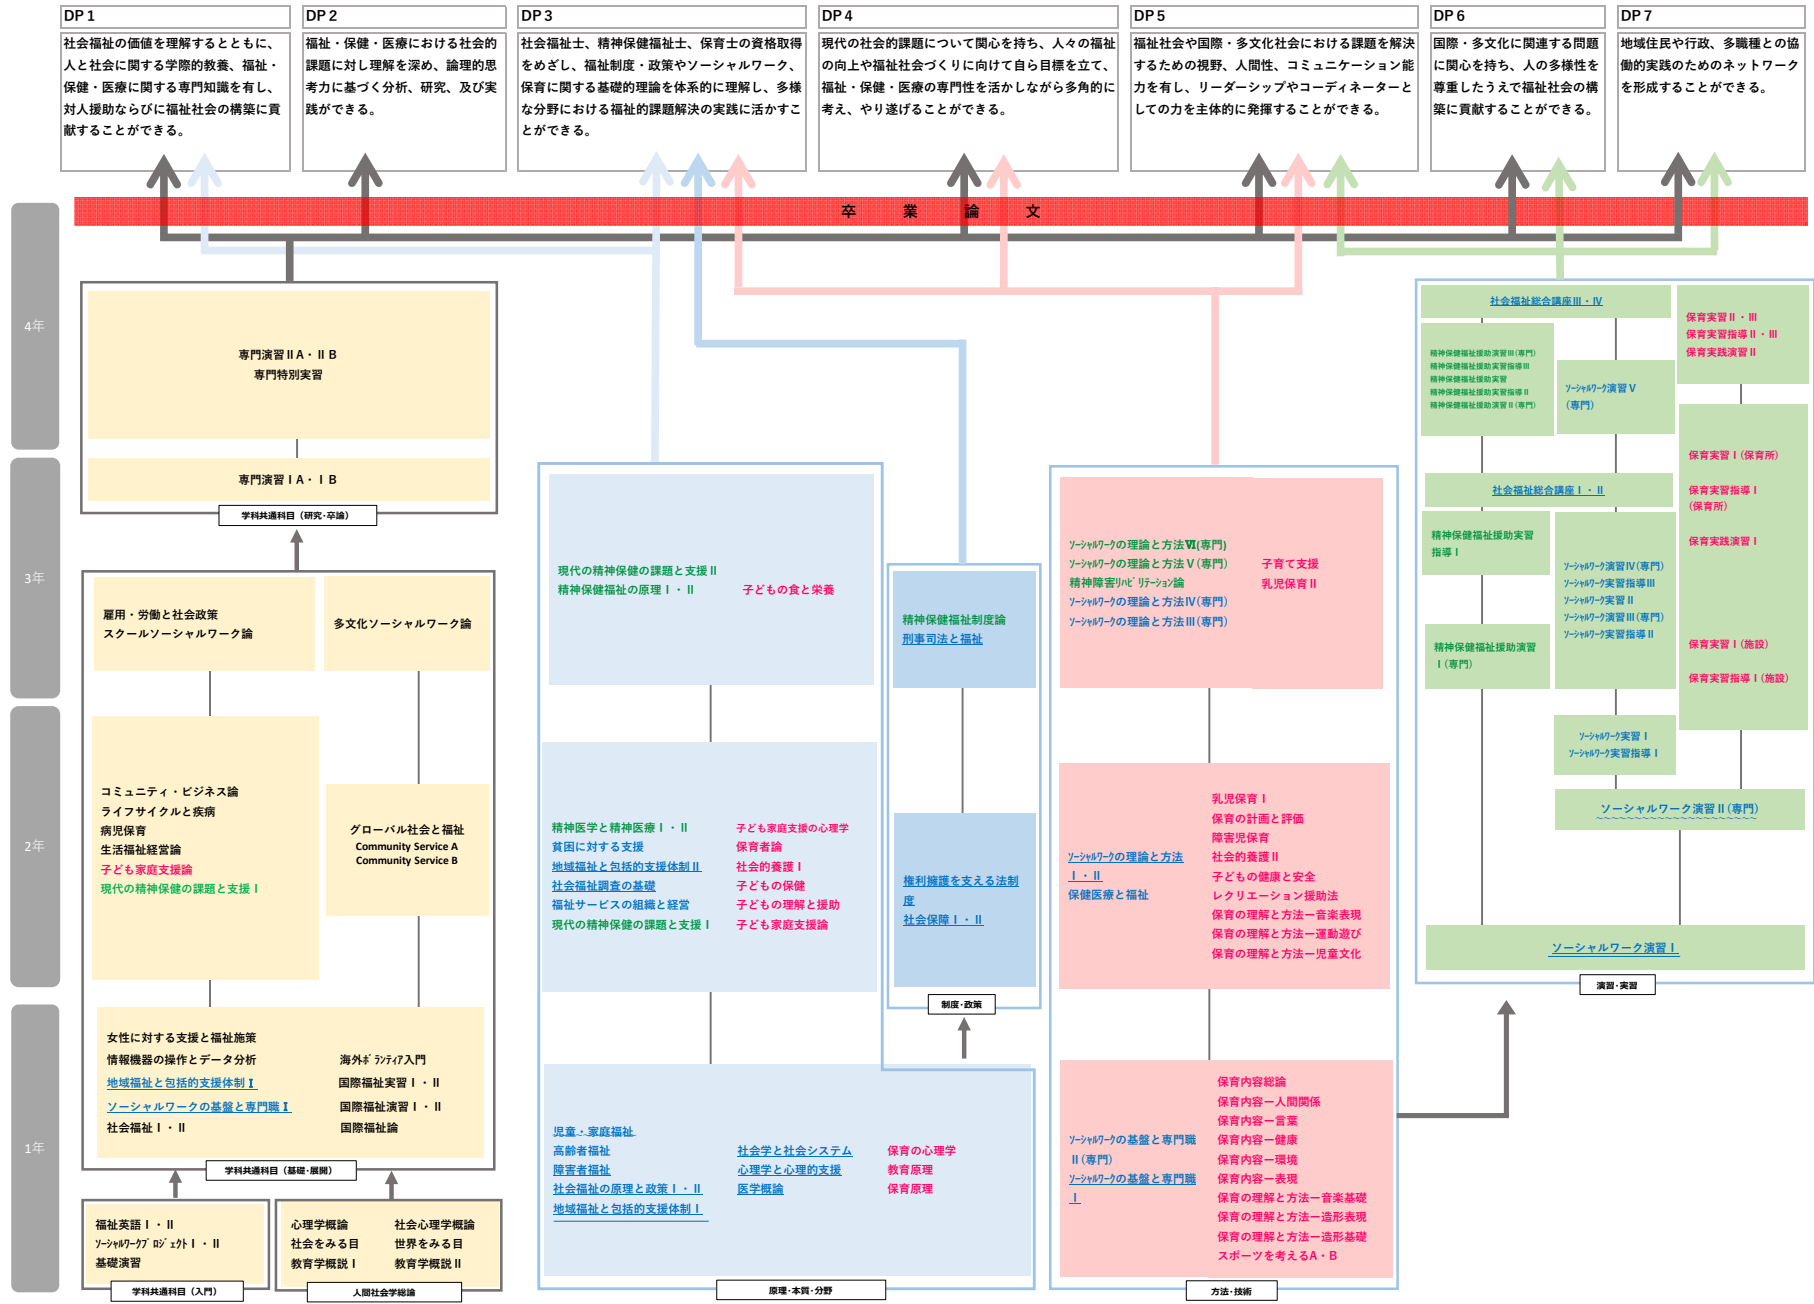 DP 1
社会福祉の価値を理解するとともに、
人と社会に関する学際的教養、福祉・
保健・医療に関する専門知識を有し、
対人援助ならびに福祉社会の構築に貢
献することができる。
DP 2
福祉・保健・医療における社会的
課題に対し理解を深め、論理的思
考力に基づく分析、研究、及び実
践ができる。
DP 3
社会福祉士、精神保健福祉士、保育士の資格取得
をめざし、福祉制度・政策やソーシャルワーク、
保育に関する基礎的理論を体系的に理解し、多様
な分野における福祉的課題解決の実践に活かすこ
とができる。
DP 4
現代の社会的課題について関心を持ち、人々の福祉
の向上や福祉社会づくりに向けて自ら目標を立て、
福祉・保健・医療の専門性を活かしながら多角的に
考え、やり遂げることができる。
DP 5
福祉社会や国際・多文化社会における課題を解決
するための視野、人間性、コミュニケーション能
力を有し、リーダーシップやコーディネーターと
しての力を主体的に発揮することができる。
DP 6
国際・多文化に関連する問題
に関心を持ち、人の多様性を
尊重したうえで福祉社会の構
築に貢献することができる。
DP 7
地域住民や行政、多職種との協
働的実践のためのネットワーク
を形成することができる。
卒 業 論 文
4年
3年
2年
1年
専門演習ⅡA・ⅡB
専門特別実習
専門演習ⅠA・ⅠB
学科共通科目（研究・卒論）
雇用・労働と社会政策
スクールソーシャルワーク論
多文化ソーシャルワーク論
コミュニティ・ビジネス論
ライフサイクルと疾病
病児保育
生活福祉経営論
子ども家庭支援論
現代の精神保健の課題と支援Ⅰ
グローバル社会と福祉
Community Service A
Community Service B
女性に対する支援と福祉施策
情報機器の操作とデータ分析
地域福祉と包括的支援体制Ⅰ
ソーシャルワークの基盤と専門職Ⅰ
社会福祉Ⅰ・Ⅱ
海外ﾎﾞﾗﾝﾃｨｱ入門
国際福祉実習Ⅰ・Ⅱ
国際福祉演習Ⅰ・Ⅱ
国際福祉論
学科共通科目（基礎・展開）
福祉英語Ⅰ・Ⅱ
ｿｰｼｬﾙﾜｰｸﾌﾟﾛｼﾞｪｸﾄⅠ・Ⅱ
基礎演習
学科共通科目（入門）
心理学概論
社会をみる目
教育学概説Ⅰ
社会心理学概論
世界をみる目
教育学概説Ⅱ
人間社会学総論
現代の精神保健の課題と支援Ⅱ
精神保健福祉の原理Ⅰ・Ⅱ
子どもの食と栄養
精神医学と精神医療Ⅰ・Ⅱ
貧困に対する支援
地域福祉と包括的支援体制Ⅱ
社会福祉調査の基礎
福祉サービスの組織と経営
現代の精神保健の課題と支援Ⅰ
子ども家庭支援の心理学
保育者論
社会的養護Ⅰ
子どもの保健
子どもの理解と援助
子ども家庭支援論
児童・家庭福祉
高齢者福祉
障害者福祉
社会福祉の原理と政策Ⅰ・Ⅱ
地域福祉と包括的支援体制Ⅰ
社会学と社会システム
心理学と心理的支援
医学概論
保育の心理学
教育原理
保育原理
原理・本質・分野
精神保健福祉制度論
刑事司法と福祉
権利擁護を支える法制
度
社会保障Ⅰ・Ⅱ
制度・政策
ｿｰｼｬﾙﾜｰｸの理論と方法Ⅵ(専門)
ｿｰｼｬﾙﾜｰｸの理論と方法Ⅴ(専門)
精神障害ﾘﾊﾋﾞﾘﾃｰｼｮﾝ論
ｿｰｼｬﾙﾜｰｸの理論と方法Ⅳ(専門)
ｿｰｼｬﾙﾜｰｸの理論と方法Ⅲ(専門)
子育て支援
乳児保育Ⅱ
ｿｰｼｬﾙﾜｰｸの理論と方法
Ⅰ・Ⅱ
保健医療と福祉
乳児保育Ⅰ
保育の計画と評価
障害児保育
社会的養護Ⅱ
子どもの健康と安全
レクリエーション援助法
保育の理解と方法ー音楽表現
保育の理解と方法ー運動遊び
保育の理解と方法ー児童文化
ｿｰｼｬﾙﾜｰｸの基盤と専門職
Ⅱ(専門)
ｿｰｼｬﾙﾜｰｸの基盤と専門職
Ⅰ
保育内容総論
保育内容ー人間関係
保育内容ー言葉
保育内容ー健康
保育内容ー環境
保育内容ー表現
保育の理解と方法ー音楽基礎
保育の理解と方法ー造形表現
保育の理解と方法ー造形基礎
スポーツを考えるA・B
方法・技術
社会福祉総合講座Ⅲ・Ⅳ
精神保健福祉援助演習Ⅲ(専門)
精神保健福祉援助実習指導Ⅲ
精神保健福祉援助実習
精神保健福祉援助実習指導Ⅱ
精神保健福祉援助演習Ⅱ(専門)
ｿｰｼｬﾙﾜｰｸ演習Ⅴ
(専門)
保育実習Ⅱ・Ⅲ
保育実習指導Ⅱ・Ⅲ
保育実践演習Ⅱ
社会福祉総合講座Ⅰ・Ⅱ
精神保健福祉援助実習
指導Ⅰ
精神保健福祉援助演習
Ⅰ(専門)
ｿｰｼｬﾙﾜｰｸ演習Ⅳ(専門)
ｿｰｼｬﾙﾜｰｸ実習指導Ⅲ
ｿｰｼｬﾙﾜｰｸ実習Ⅱ
ｿｰｼｬﾙﾜｰｸ演習Ⅲ(専門)
ｿｰｼｬﾙﾜｰｸ実習指導Ⅱ
保育実習Ⅰ(保育所)
保育実習指導Ⅰ
(保育所)
保育実践演習Ⅰ
保育実習Ⅰ(施設)
保育実習指導Ⅰ(施設)
ｿｰｼｬﾙﾜｰｸ実習Ⅰ
ｿｰｼｬﾙﾜｰｸ実習指導Ⅰ
ソーシャルワーク演習Ⅱ(専門)
ソーシャルワーク演習Ⅰ
演習・実習